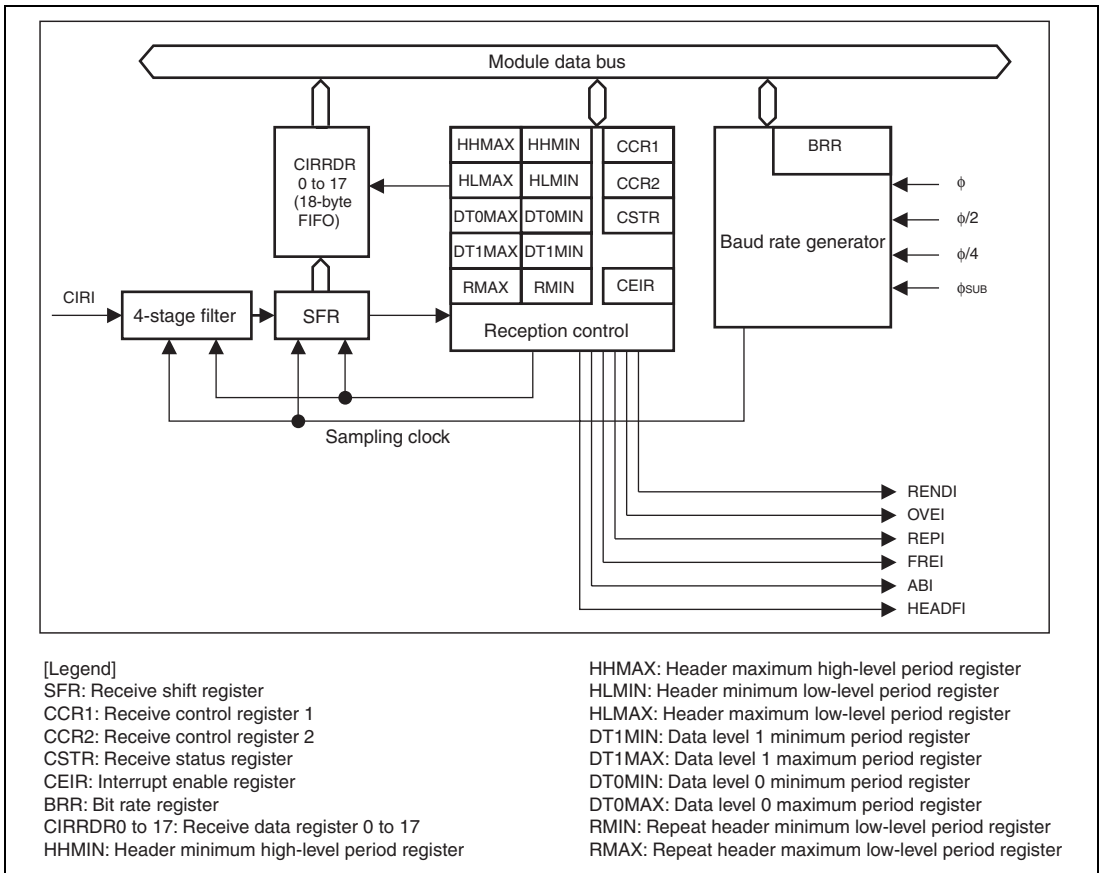 Module data bus
CIRRDR
0 to 17
(18-byte
FIFO)
HHMAX HHMIN CCR1
HLMAX HLMIN CCR2
DT0MAX DT0MIN CSTR
DT1MAX DT1MIN
RMAX RMIN CEIR
Reception control
BRR
Baud rate generator
ϕ
ϕ/2
ϕ/4
ϕSUB
CIRI
4-stage filter
SFR
Sampling clock
RENDI
OVEI
REPI
FREI
ABI
HEADFI
[Legend]
SFR: Receive shift register
CCR1: Receive control register 1
CCR2: Receive control register 2
CSTR: Receive status register
CEIR: Interrupt enable register
BRR: Bit rate register
CIRRDR0 to 17: Receive data register 0 to 17
HHMIN: Header minimum high-level period register
HHMAX: Header maximum high-level period register
HLMIN: Header minimum low-level period register
HLMAX: Header maximum low-level period register
DT1MIN: Data level 1 minimum period register
DT1MAX: Data level 1 maximum period register
DT0MIN: Data level 0 minimum period register
DT0MAX: Data level 0 maximum period register
RMIN: Repeat header minimum low-level period register
RMAX: Repeat header maximum low-level period register